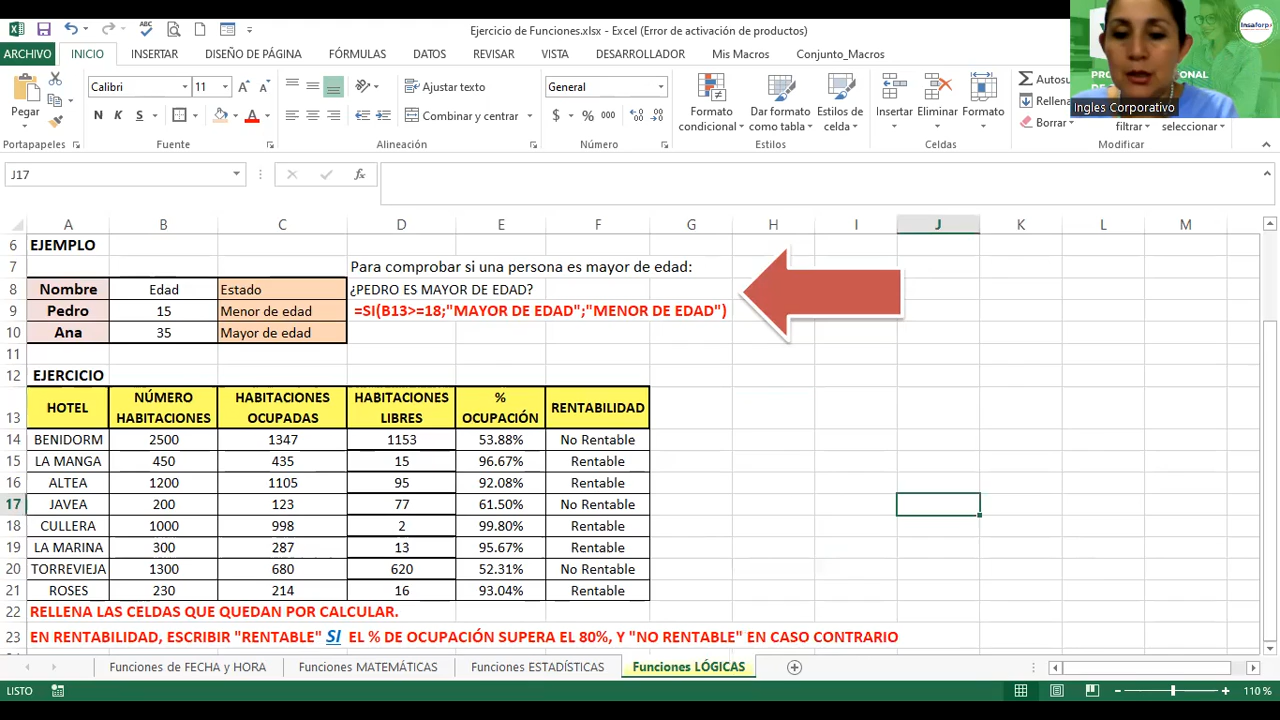 Ejercicio de Funciones.xlsx - Excel (Error de activación de productos)
ARCHIVO INICIO INSERTAR DISEÑO DE PÁGINA FÓRMULAS DATOS REVISAR VISTA DESARROLLADOR Mis Macros Conjunto_Macros
Insaforp
Ingles Corporativo
Pegar
Calibri 11
N K S
Ajustar texto
Combinar y centrar
General
$ % 000
Formato condicional
Dar formato como tabla
Estilos de celda
Insertar
Eliminar
Formato
Rellena
Borrar
filtrar
seleccionar
Portapapeles Fuente Alineación Número Estilos Celdas Modificar
J17
fx
A B C D E F G H I J K L M
6 EJEMPLO
7 Para comprobar si una persona es mayor de edad:
8 Nombre Edad Estado ¿PEDRO ES MAYOR DE EDAD?
9 Pedro 15 Menor de edad =SI(B13>=18;"MAYOR DE EDAD";"MENOR DE EDAD")
10 Ana 35 Mayor de edad
11
12 EJERCICIO
13 HOTEL NÚMERO HABITACIONES HABITACIONES OCUPADAS HABITACIONES LIBRES % OCUPACIÓN RENTABILIDAD
14 BENIDORM 2500 1347 1153 53.88% No Rentable
15 LA MANGA 450 435 15 96.67% Rentable
16 ALTEA 1200 1105 95 92.08% Rentable
17 JAVEA 200 123 77 61.50% No Rentable
18 CULLERA 1000 998 2 99.80% Rentable
19 LA MARINA 300 287 13 95.67% Rentable
20 TORREVIEJA 1300 680 620 52.31% No Rentable
21 ROSES 230 214 16 93.04% Rentable
22 RELLENA LAS CELDAS QUE QUEDAN POR CALCULAR.
23 EN RENTABILIDAD, ESCRIBIR "RENTABLE" SI EL % DE OCUPACIÓN SUPERA EL 80%, Y "NO RENTABLE" EN CASO CONTRARIO
Funciones de FECHA y HORA Funciones MATEMÁTICAS Funciones ESTADÍSTICAS Funciones LÓGICAS
LISTO
110 %